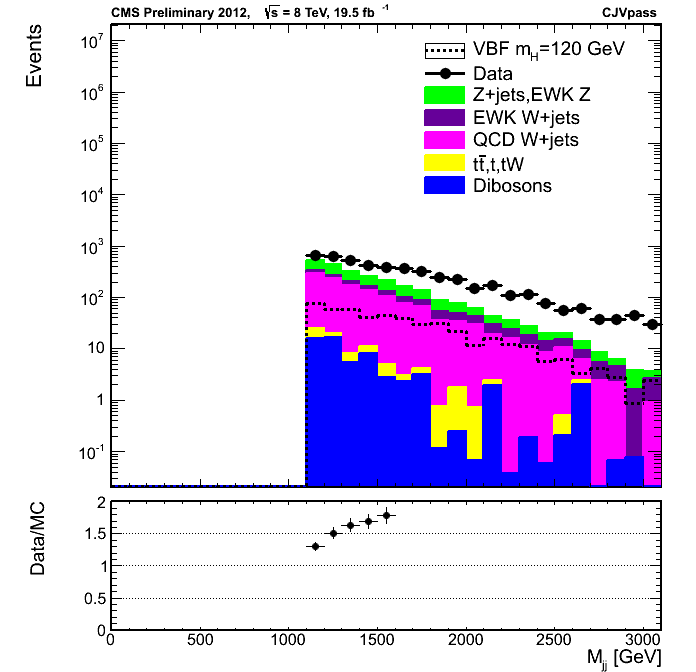 CMS Preliminary 2012, √s = 8 TeV, 19.5 fb⁻¹ CJVpass
Events
10⁷
10⁶
10⁵
10⁴
10³
10²
10
1
10⁻¹
VBF m_H=120 GeV
Data
Z+jets,EWK Z
EWK W+jets
QCD W+jets
tt̅,t,tW
Dibosons
Data/MC
2
1.5
1
0.5
0
0 500 1000 1500 2000 2500 3000
M_jj [GeV]